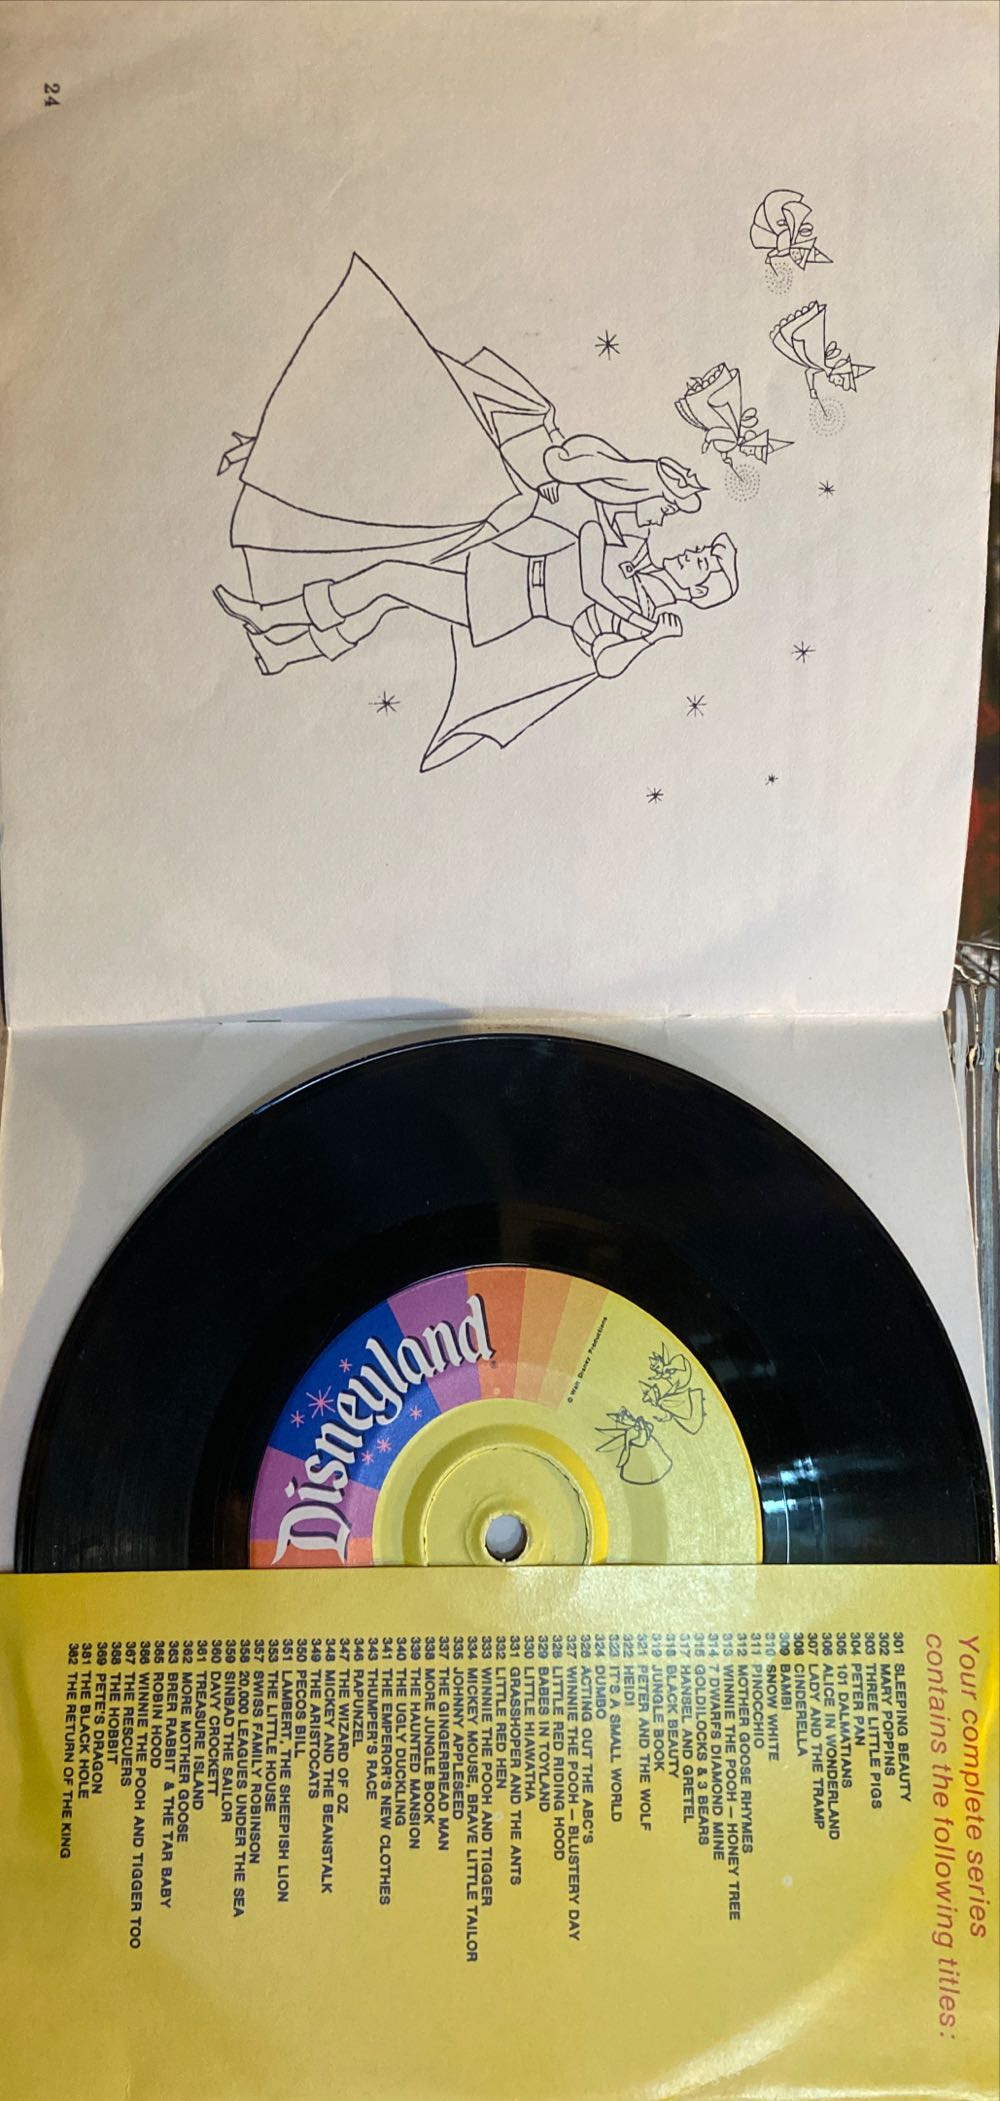 24
Disneyland
© Walt Disney Productions
Your complete series
contains the following titles:
301 SLEEPING BEAUTY
302 MARY POPPINS
303 THREE LITTLE PIGS
304 PETER PAN
305 101 DALMATIANS
306 ALICE IN WONDERLAND
307 LADY AND THE TRAMP
308 CINDERELLA
309 BAMBI
310 SNOW WHITE
311 PINOCCHIO
312 MOTHER GOOSE RHYMES
313 WINNIE THE POOH – HONEY TREE
314 7 DWARFS DIAMOND MINE
315 GOLDILOCKS & 3 BEARS
317 HANSEL AND GRETEL
318 BLACK BEAUTY
319 JUNGLE BOOK
321 PETER AND THE WOLF
322 HEIDI
323 IT'S A SMALL WORLD
324 DUMBO
326 ACTING OUT THE ABC'S
327 WINNIE THE POOH – BLUSTERY DAY
328 LITTLE RED RIDING HOOD
329 BABES IN TOYLAND
330 LITTLE HIAWATHA
331 GRASSHOPER AND THE ANTS
332 LITTLE RED HEN
333 WINNIE THE POOH AND TIGGER
334 MICKEY MOUSE, BRAVE LITTLE TAILOR
335 JOHNNY APPLESEED
337 THE GINGERBREAD MAN
338 MORE JUNGLE BOOK
339 THE HAUNTED MANSION
340 THE UGLY DUCKLING
341 THE EMPEROR'S NEW CLOTHES
343 THUMPER'S RACE
346 RAPUNZEL
347 THE WIZARD OF OZ
348 MICKEY AND THE BEANSTALK
349 THE ARISTOCATS
350 PECOS BILL
351 LAMBERT, THE SHEEPISH LION
353 THE LITTLE HOUSE
357 SWISS FAMILY ROBINSON
358 20,000 LEAGUES UNDER THE SEA
359 SINBAD THE SAILOR
360 DAVY CROCKETT
361 TREASURE ISLAND
362 MORE MOTHER GOOSE
363 BRER RABBIT & THE TAR BABY
365 ROBIN HOOD
366 WINNIE THE POOH AND TIGGER TOO
367 THE RESCUERS
368 THE HOBBIT
369 PETE'S DRAGON
381 THE BLACK HOLE
382 THE RETURN OF THE KING